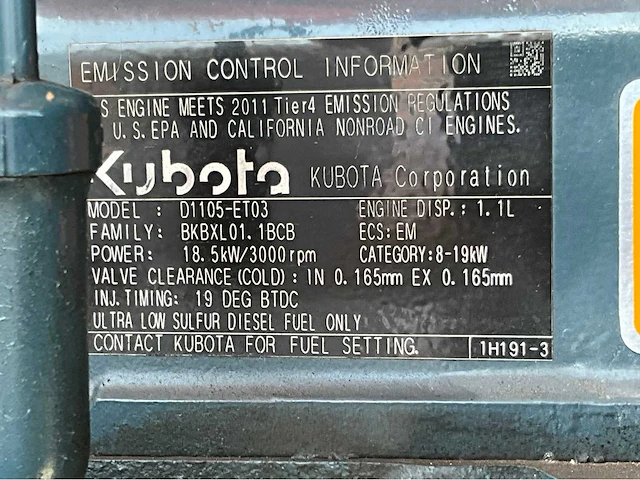 EMISSION CONTROL INFORMATION
S ENGINE MEETS 2011 Tier4 EMISSION REGULATIONS
U.S.EPA AND CALIFORNIA NONROAD CI ENGINES.
Kubota KUBOTA Corporation
MODEL : D1105-ET03 ENGINE DISP.: 1.1L
FAMILY: BKBXL01.1BCB ECS:EM
POWER: 18.5kW/3000rpm CATEGORY:8-19kW
VALVE CLEARANCE(COLD): IN 0.165mm EX 0.165mm
INJ.TIMING: 19 DEG BTDC
ULTRA LOW SULFUR DIESEL FUEL ONLY
CONTACT KUBOTA FOR FUEL SETTING. 1H191-3